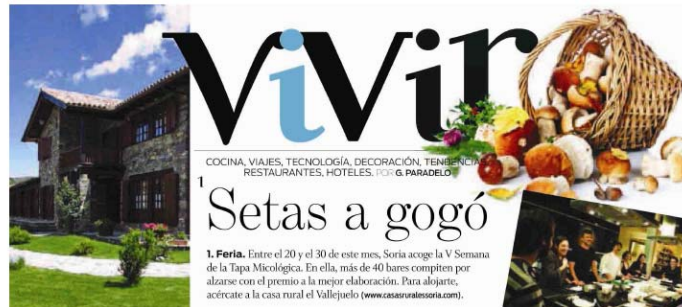 ViVir
COCINA, VIAJES, TECNOLOGÍA, DECORACIÓN, TENDENCIAS
RESTAURANTES, HOTELES. POR G. PARADELO
1
Setas a gogó
1. Feria. Entre el 20 y el 30 de este mes, Soria acoge la V Semana
de la Tapa Micológica. En ella, más de 40 bares compiten por
alzarse con el premio a la mejor elaboración. Para alojarte,
acércate a la casa rural el Vallejuelo (www.casasruralessoria.com).